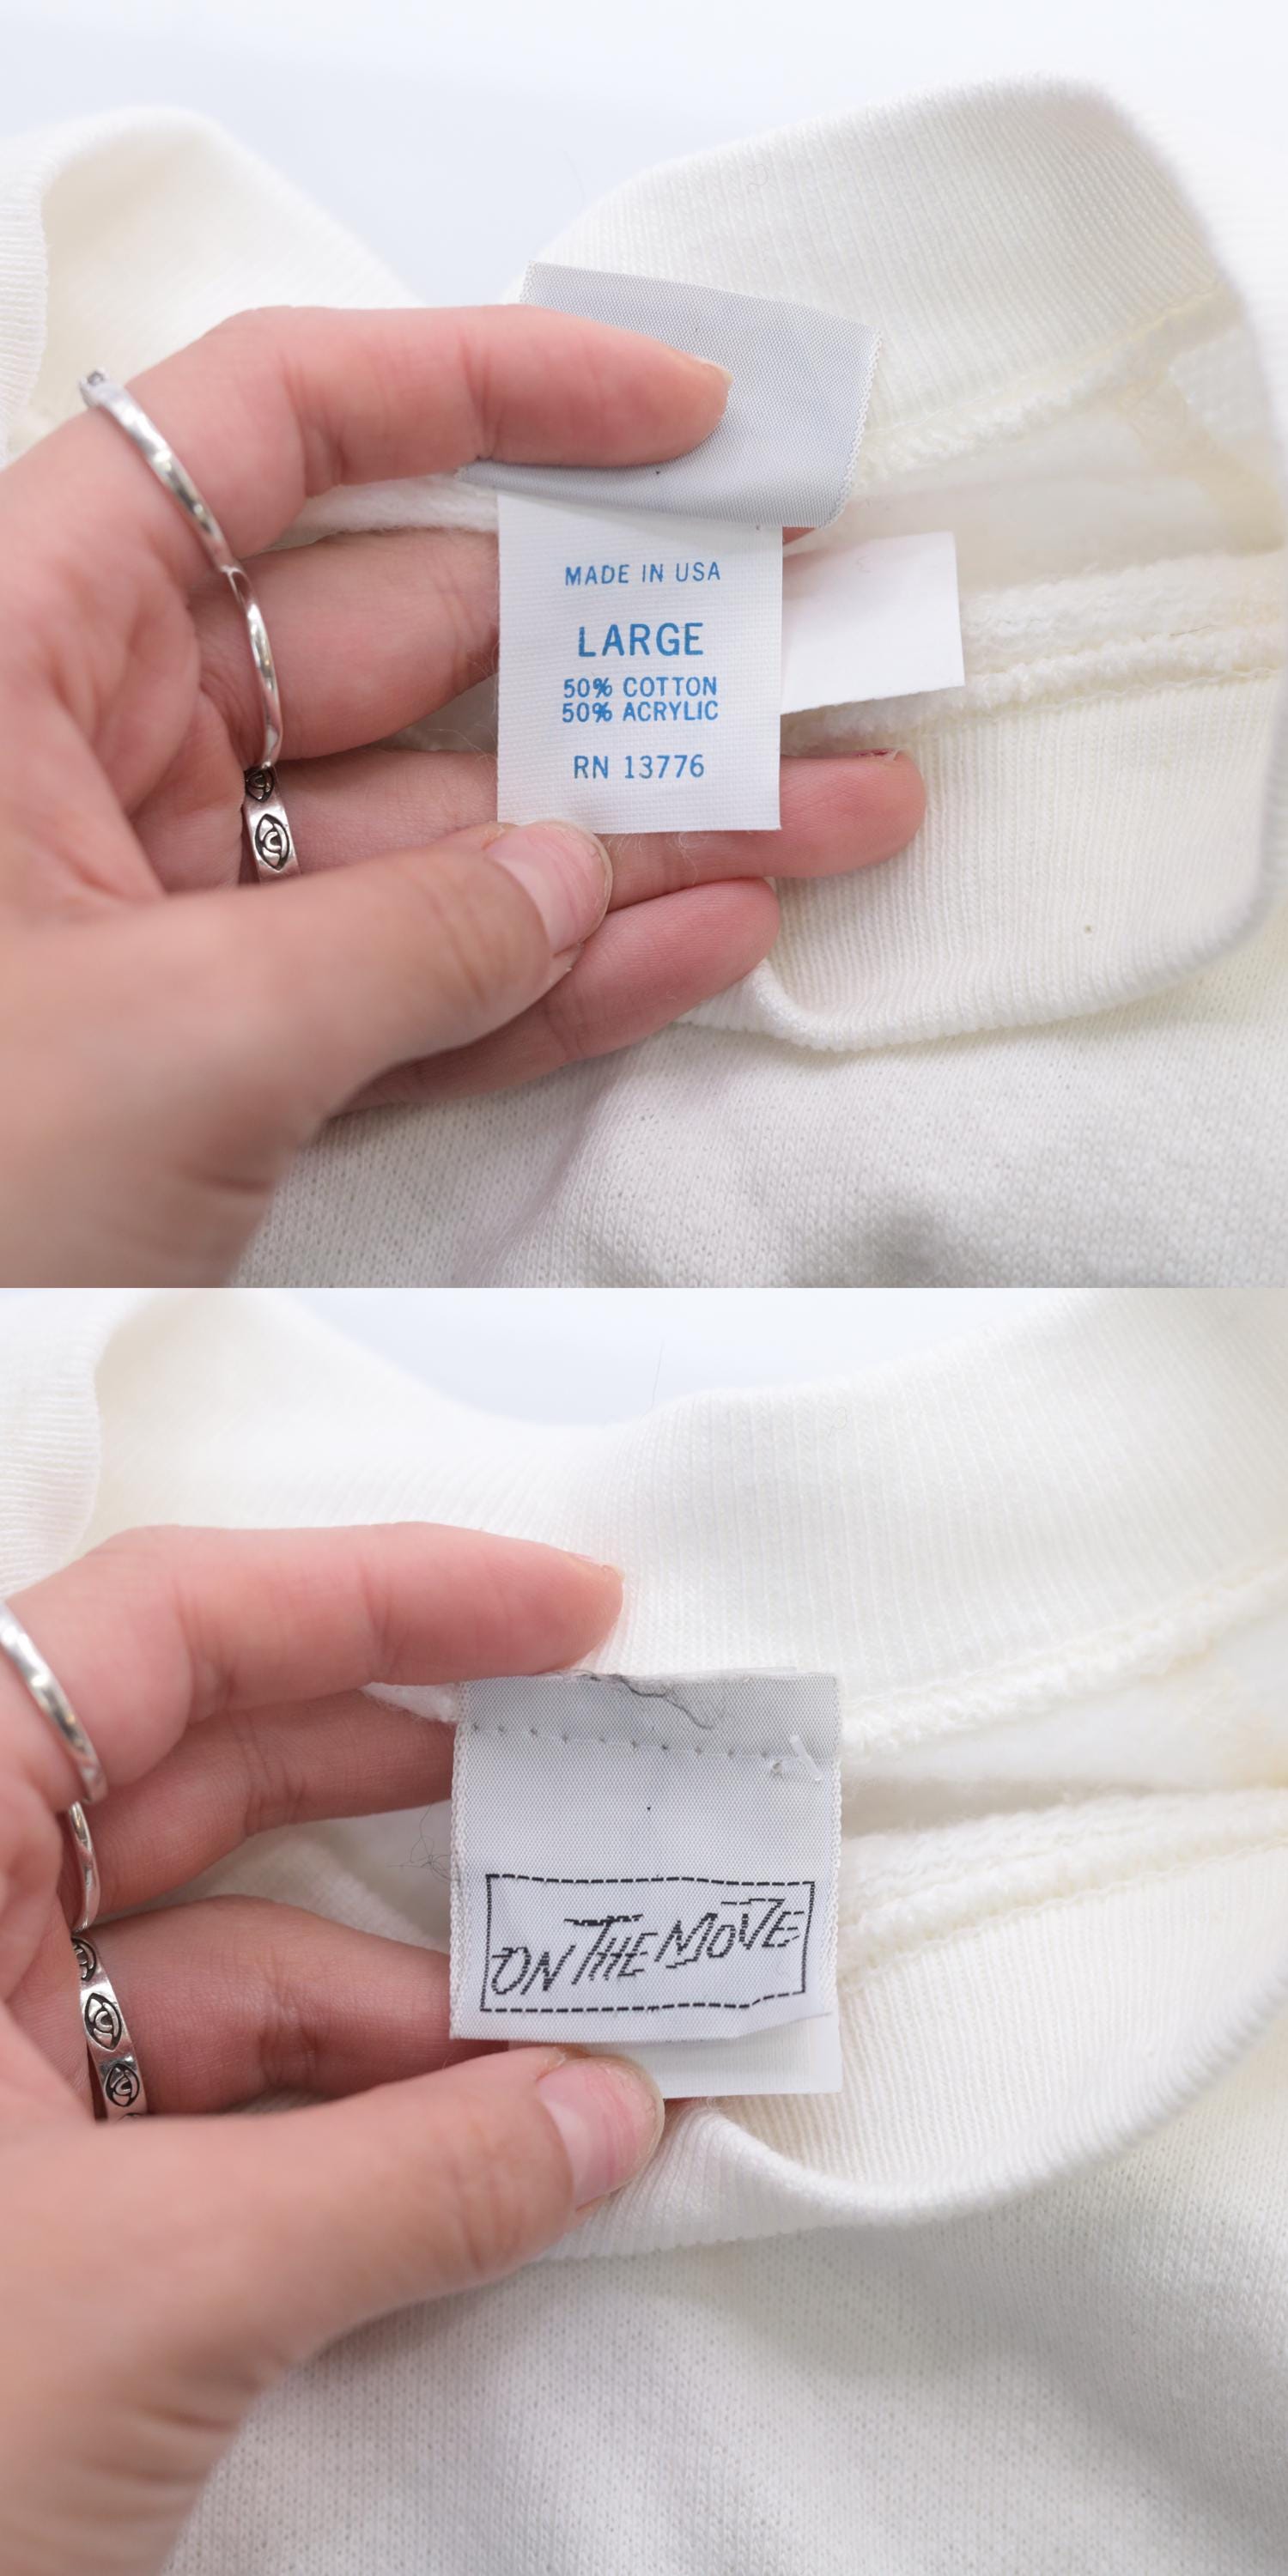 MADE IN USA
LARGE
50% COTTON
50% ACRYLIC
RN 13776
ON THE MOVE